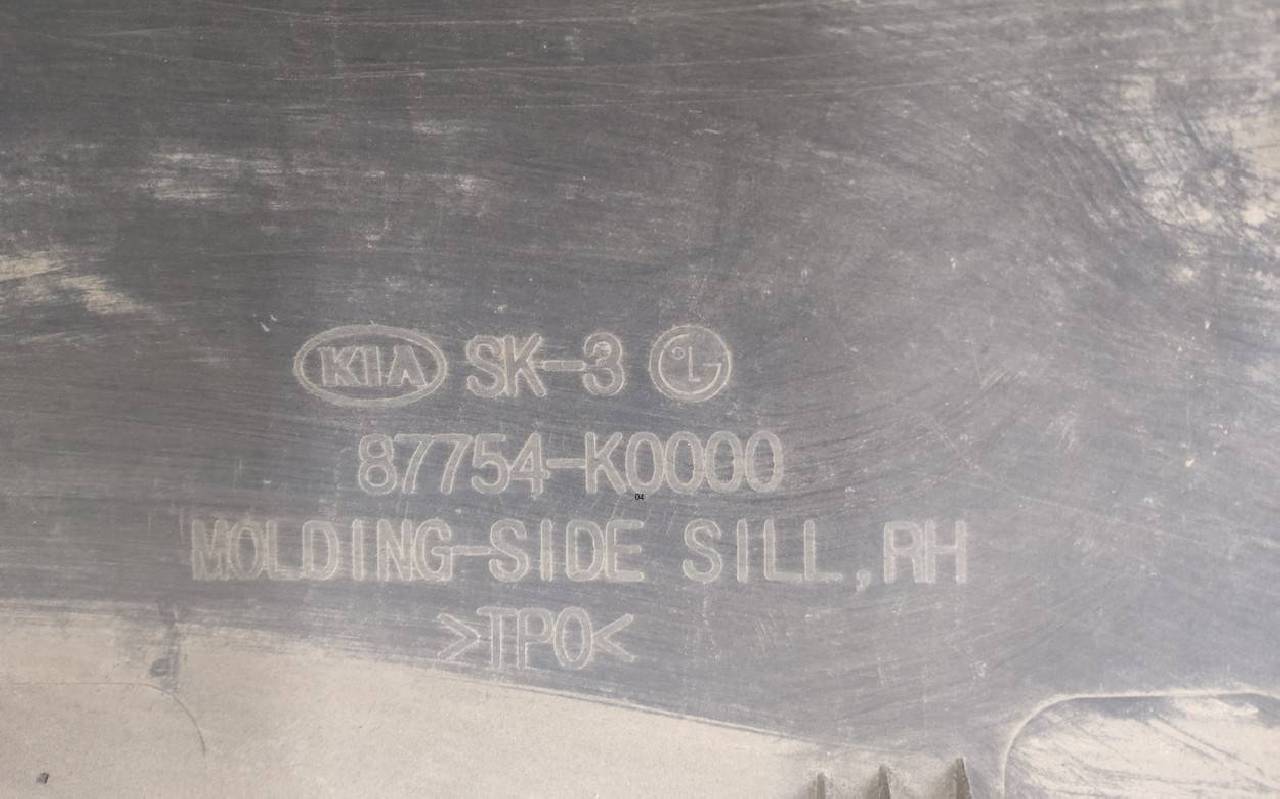 KIA SK-3 LG
87754-K0000
MOLDING-SIDE SILL,RH
>TPO<